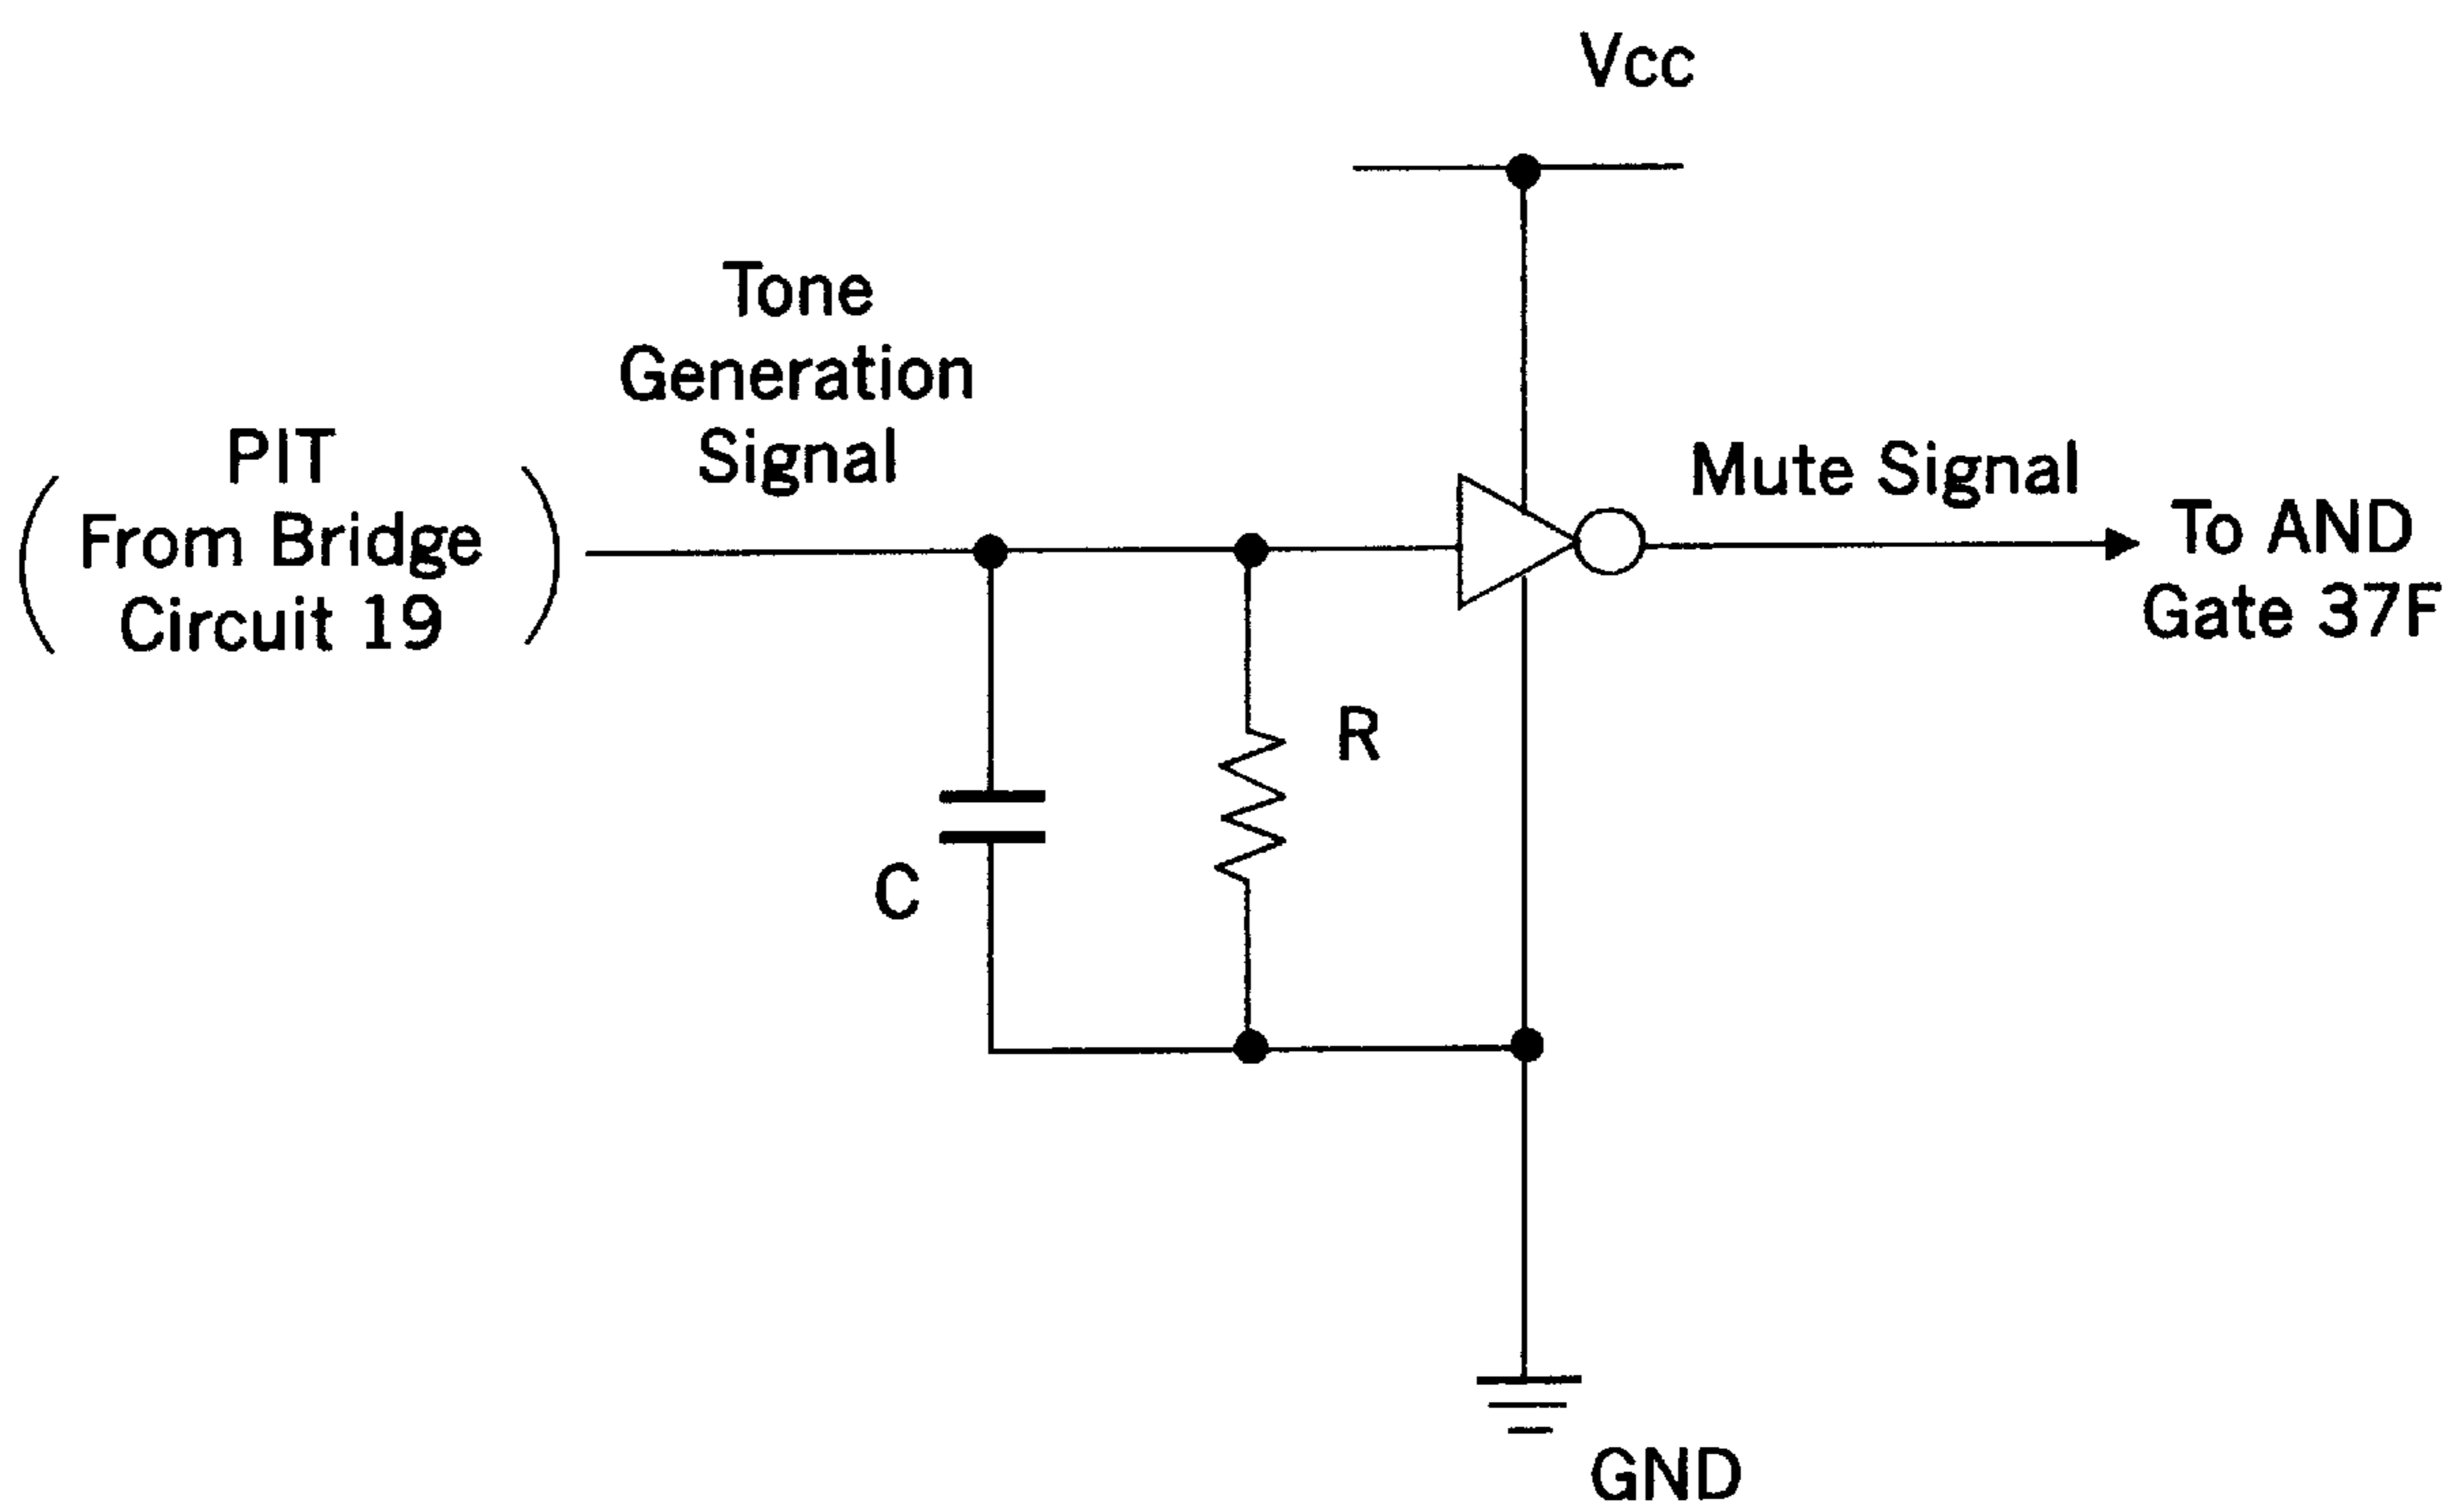 Vcc
Tone
Generation
Signal
PIT
From Bridge
Circuit 19
Mute Signal
To AND
Gate 37F
R
C
GND